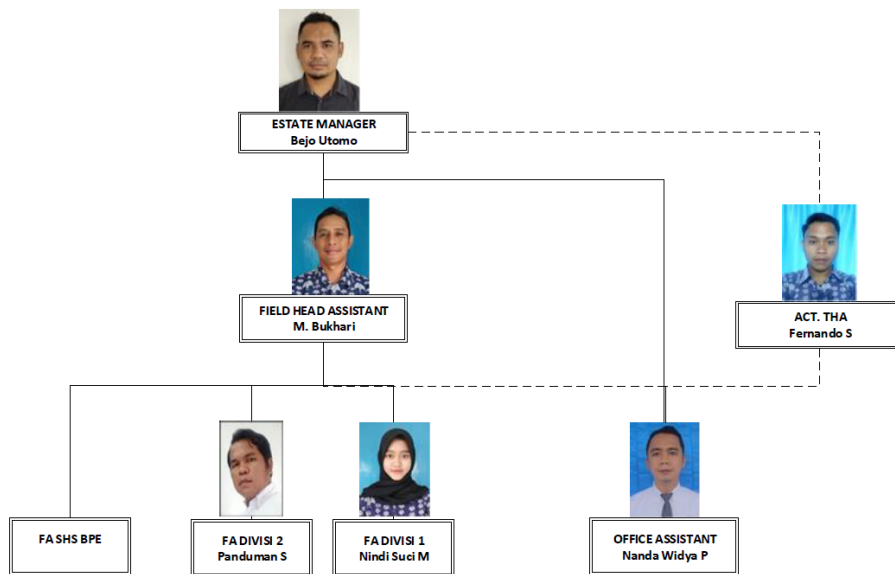 ESTATE MANAGER
Bejo Utomo
FIELD HEAD ASSISTANT
M. Bukhari
ACT. THA
Fernando S
FA SHS BPE
FA DIVISI 2
Panduman S
FA DIVISI 1
Nindi Suci M
OFFICE ASSISTANT
Nanda Widya P